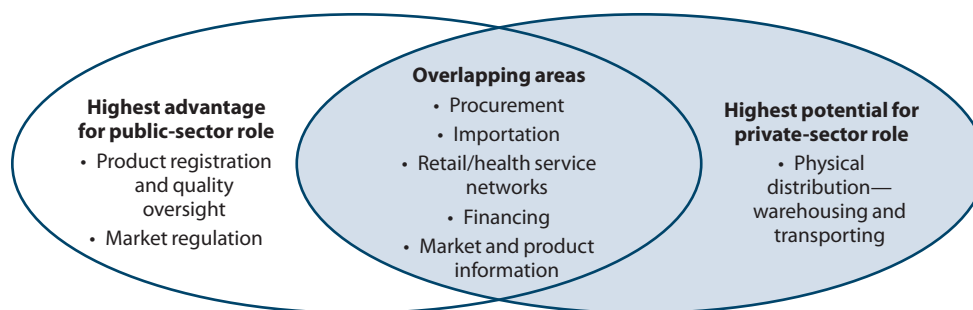 Highest advantage
for public-sector role
• Product registration
and quality
oversight
• Market regulation
Overlapping areas
• Procurement
• Importation
• Retail/health service
networks
• Financing
• Market and product
information
Highest potential for
private-sector role
• Physical
distribution—
warehousing and
transporting